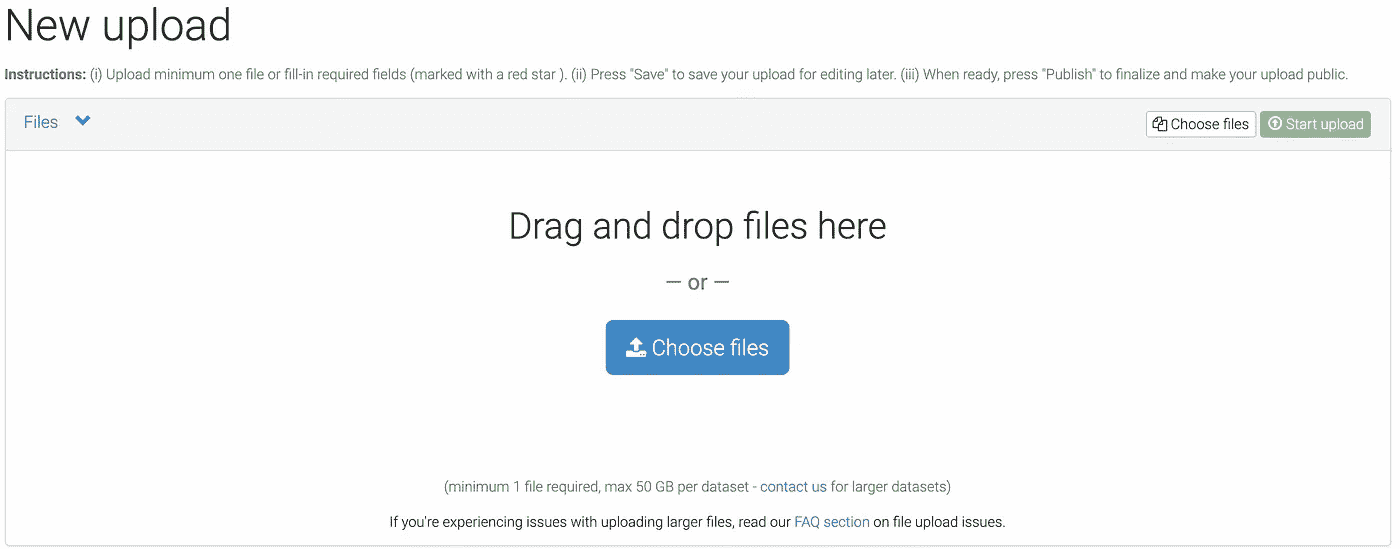 New upload
Instructions: (i) Upload minimum one file or fill-in required fields (marked with a red star ). (ii) Press "Save" to save your upload for editing later. (iii) When ready, press "Publish" to finalize and make your upload public.
Files
Choose files
Start upload
Drag and drop files here
— or —
Choose files
(minimum 1 file required, max 50 GB per dataset - contact us for larger datasets)
If you're experiencing issues with uploading larger files, read our FAQ section on file upload issues.